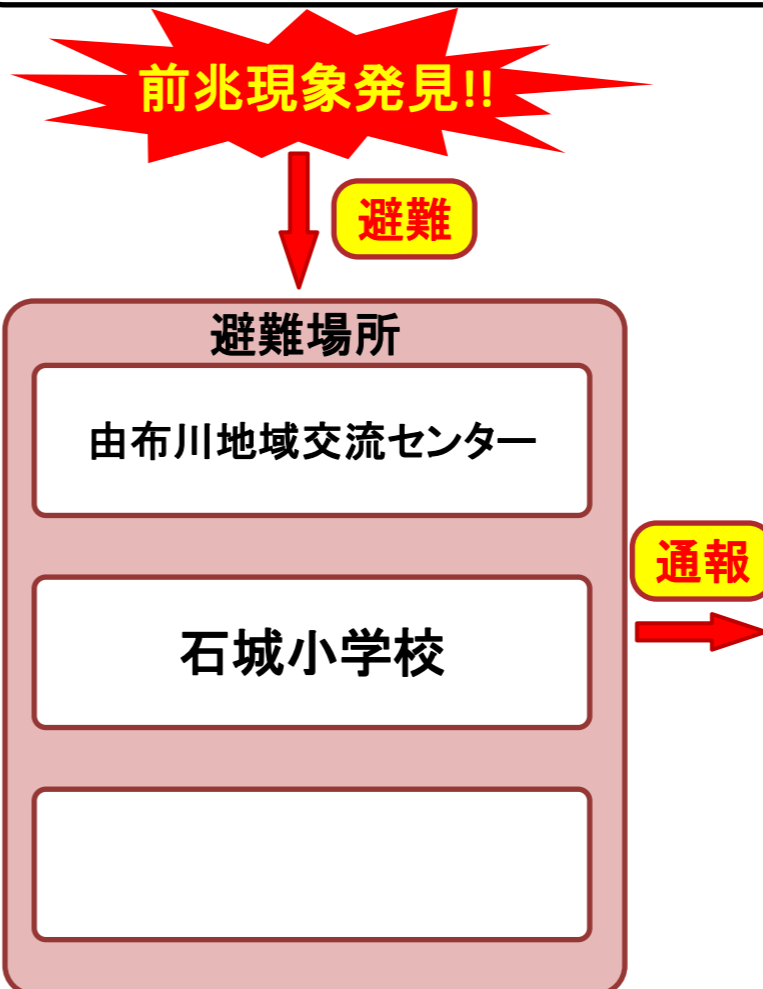 前兆現象発見!!
避難
避難場所
由布川地域交流センター
石城小学校
通報